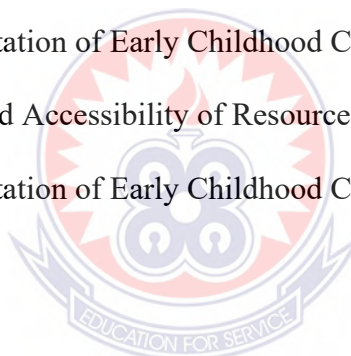 tation of Early Childhood C
d Accessibility of Resource
tation of Early Childhood C
EDUCATION FOR SERVICE